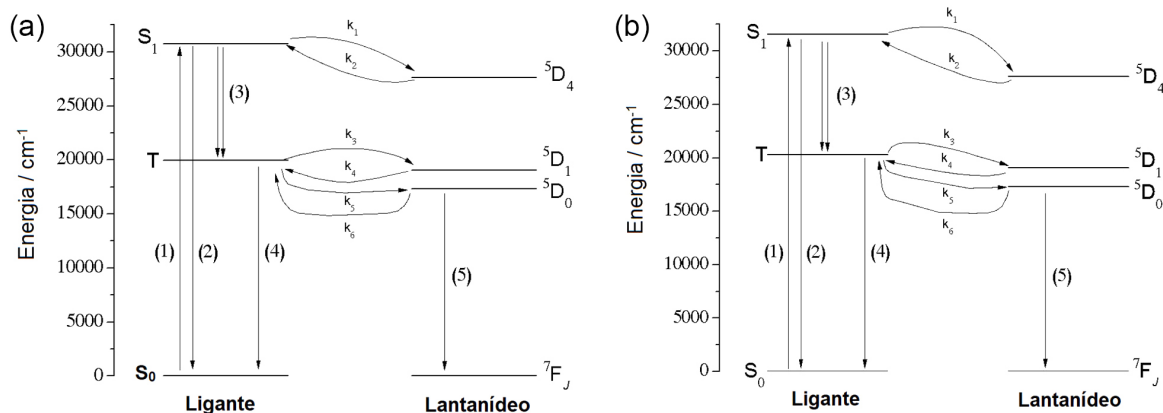 (a)
Energia / cm⁻¹
30000
25000
20000
15000
10000
5000
0
S₁
T
S₀
k₁
k₂
k₃
k₄
k₅
k₆
(1)
(2)
(3)
(4)
(5)
⁵D₄
⁵D₁
⁵D₀
⁷F_J
Ligante
Lantanídeo
(b)
Energia / cm⁻¹
30000
25000
20000
15000
10000
5000
0
S₁
T
S₀
k₁
k₂
k₃
k₄
k₅
k₆
(1)
(2)
(3)
(4)
(5)
⁵D₄
⁵D₁
⁵D₀
⁷F_J
Ligante
Lantanídeo